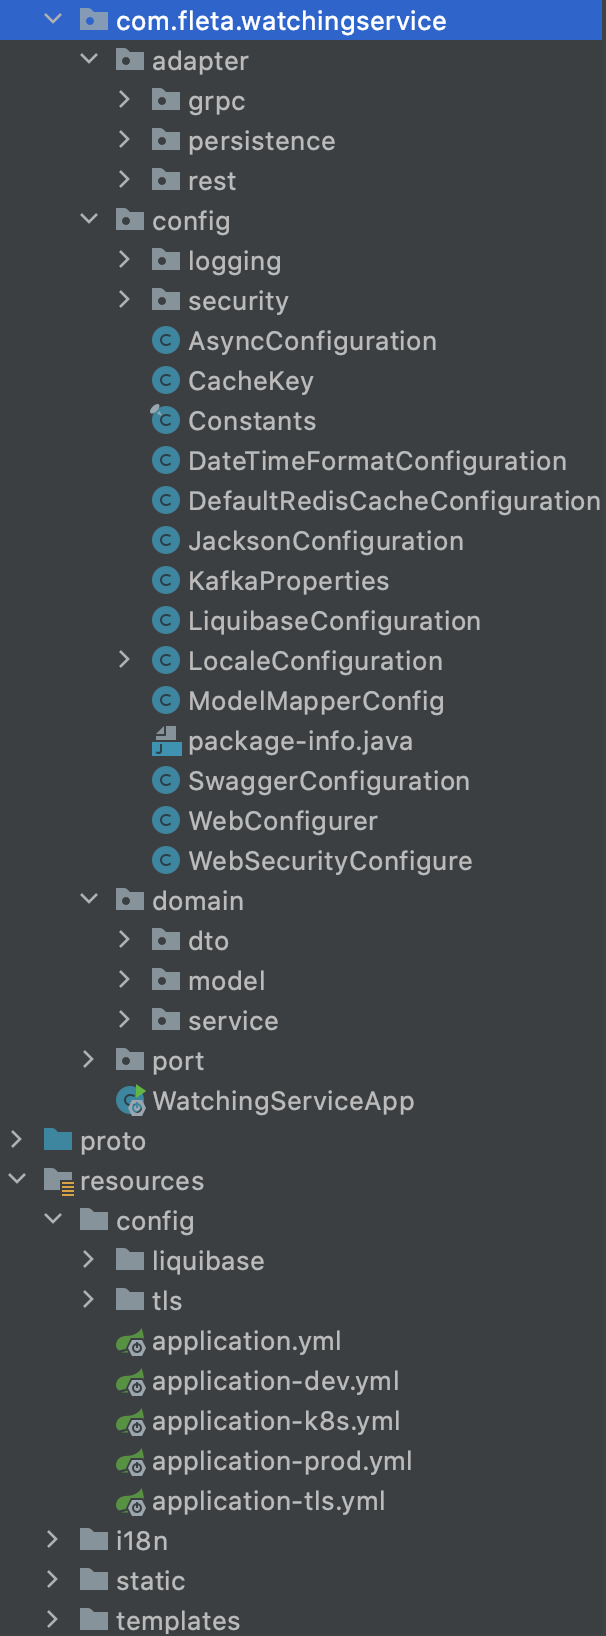 com.fleta.watchingservice
adapter
grpc
persistence
rest
config
logging
security
AsyncConfiguration
CacheKey
Constants
DateTimeFormatConfiguration
DefaultRedisCacheConfiguration
JacksonConfiguration
KafkaProperties
LiquibaseConfiguration
LocaleConfiguration
ModelMapperConfig
package-info.java
SwaggerConfiguration
WebConfigurer
WebSecurityConfigure
domain
dto
model
service
port
WatchingServiceApp
proto
resources
config
liquibase
tls
application.yml
application-dev.yml
application-k8s.yml
application-prod.yml
application-tls.yml
i18n
static
templates